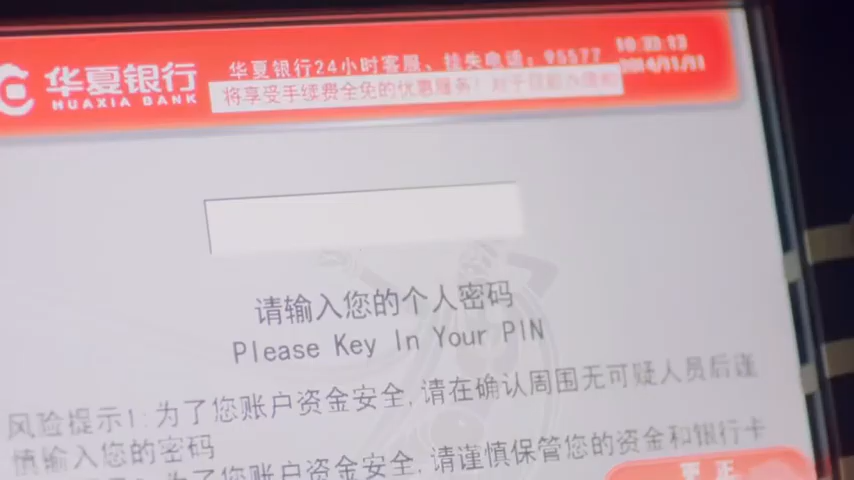 华夏银行
HUAXIA BANK
华夏银行24小时客服、挂失电话：95577
将享受手续费全免的优惠服务！对于
请输入您的个人密码
Please Key In Your PIN
风险提示1:为了您账户资金安全,请在确认周围无可疑人员后谨
慎输入您的密码
为了您账户资金安全,请谨慎保管您的资金和银行卡
更正